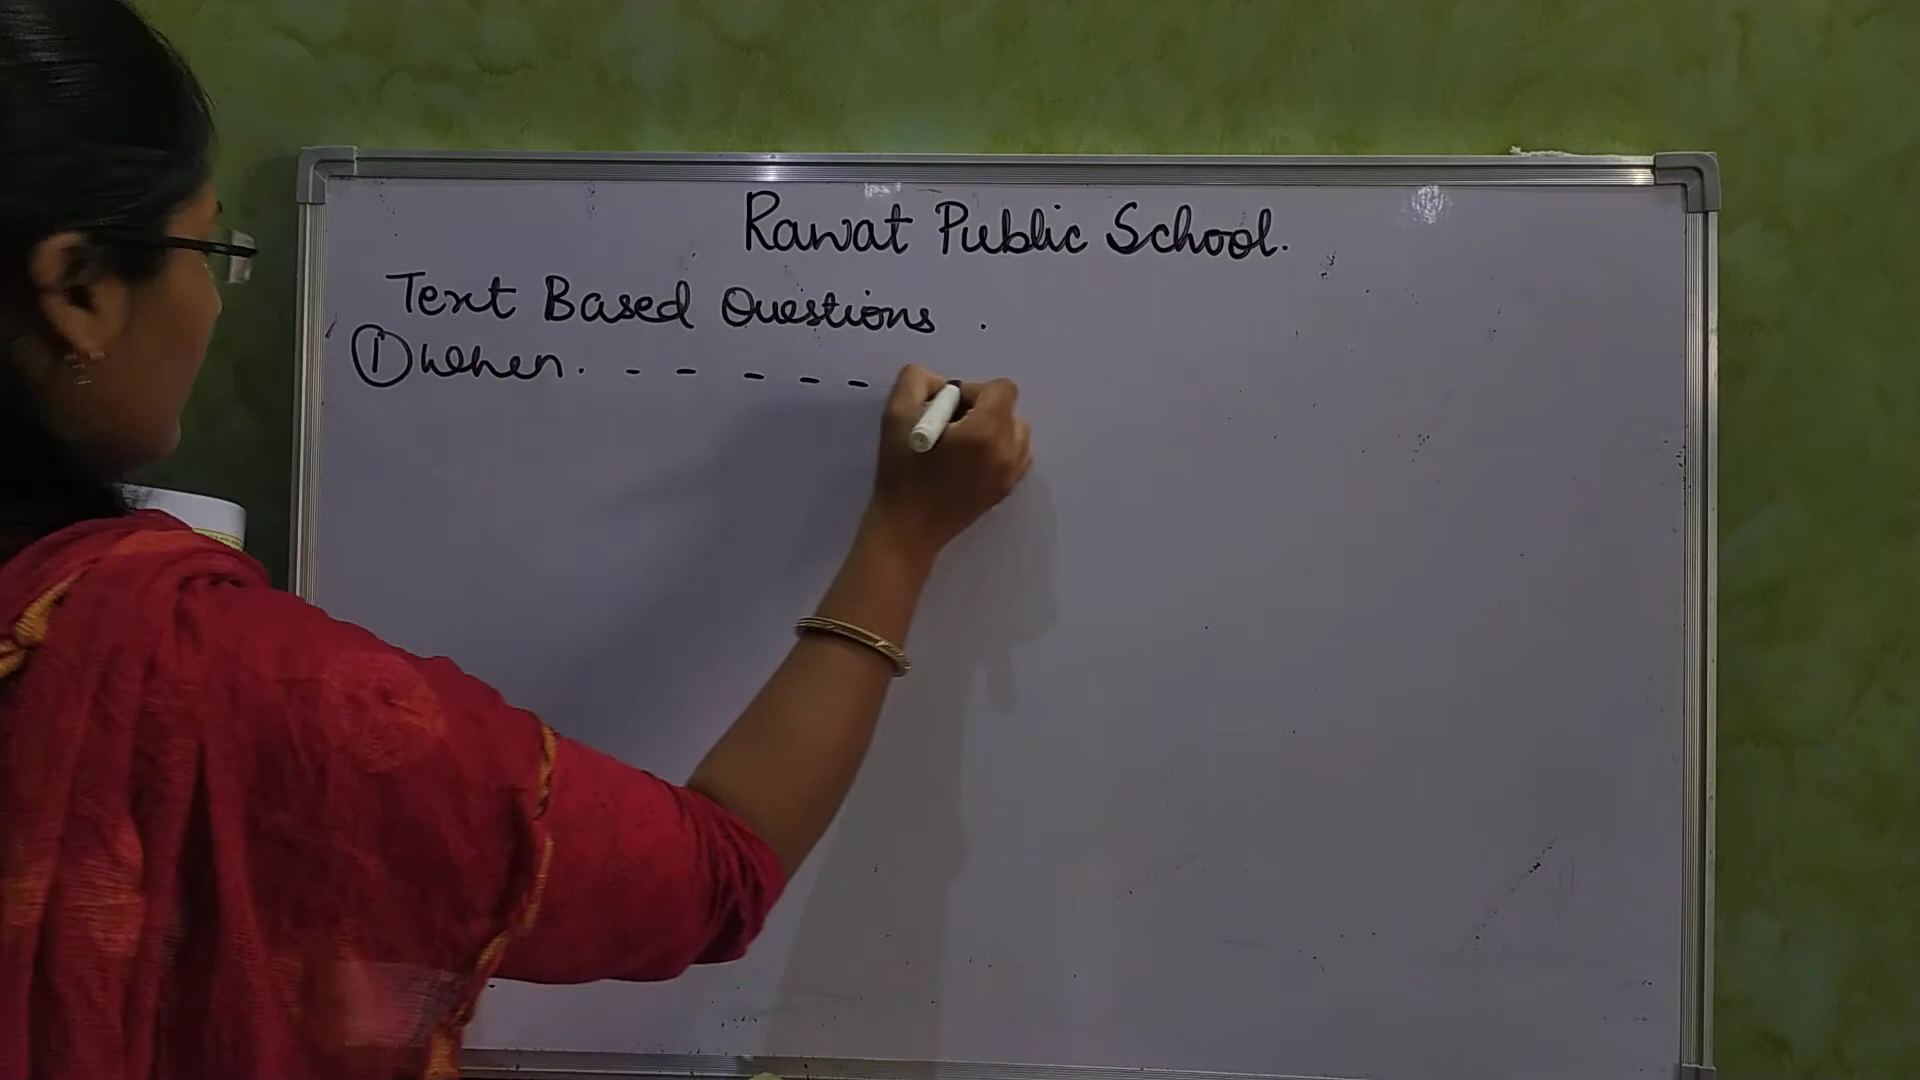 Rawat Public School.
Text Based Questions .
① When. - - - - -